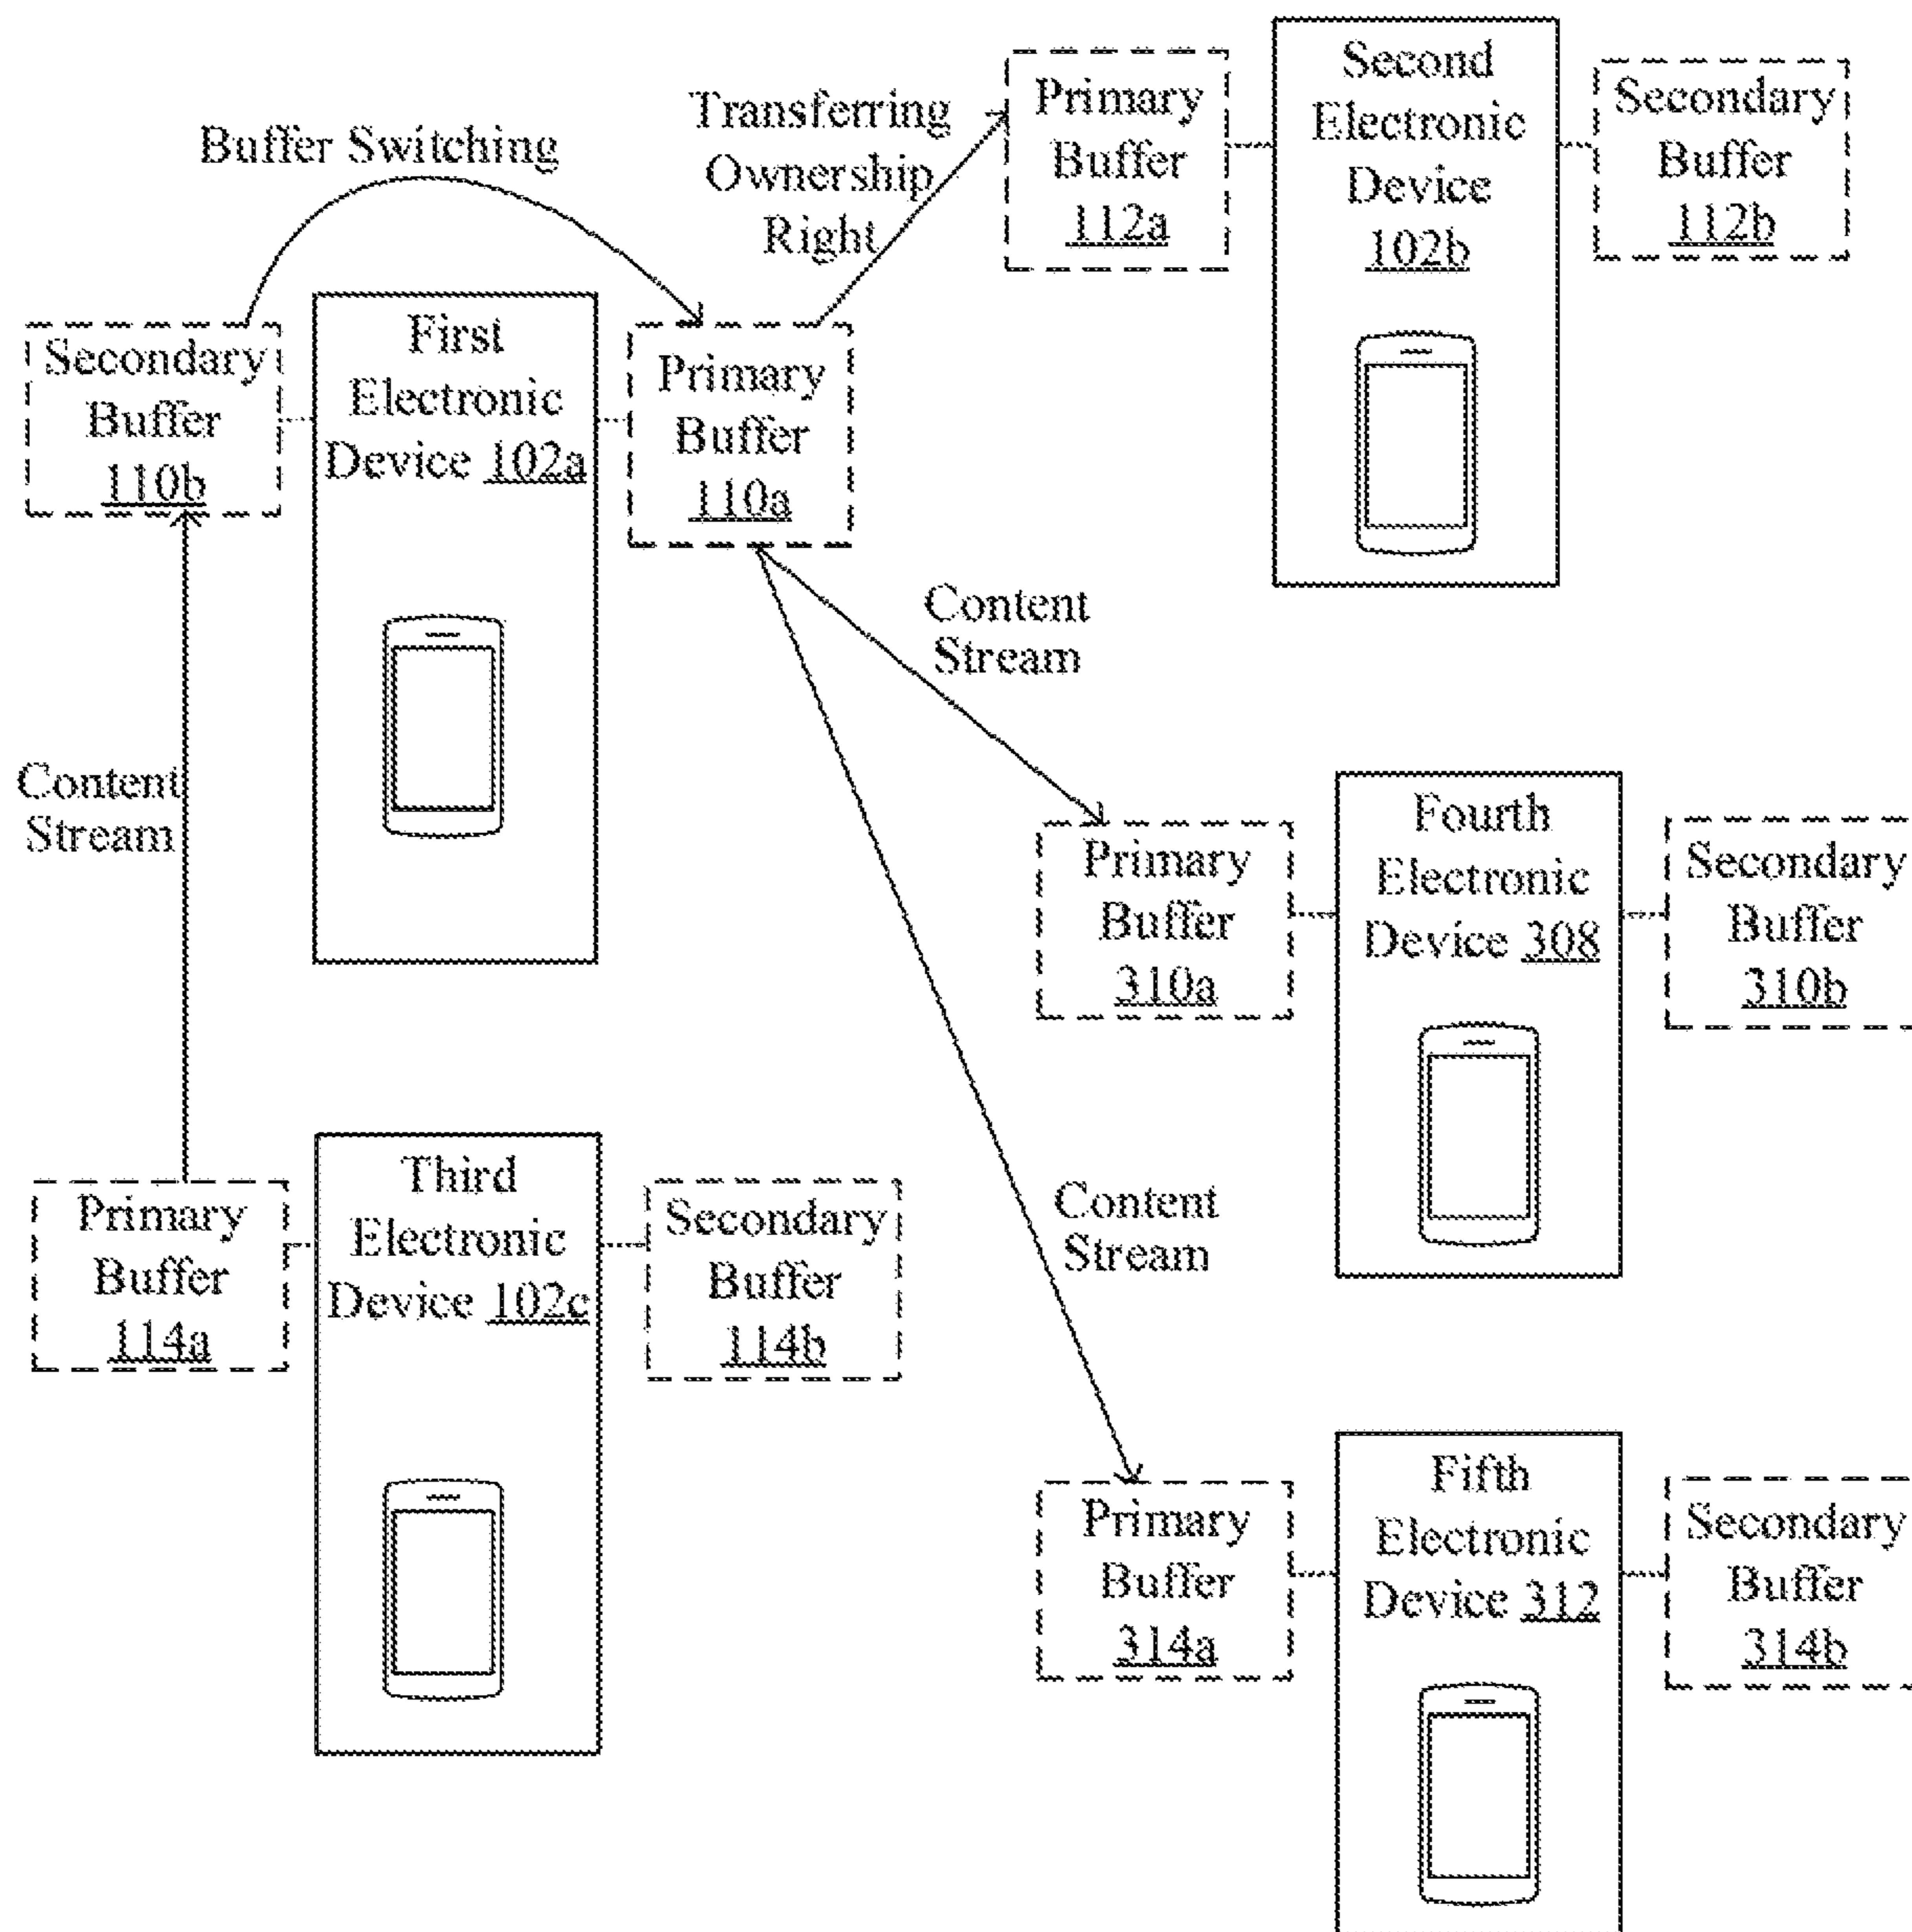 Buffer Switching
Transferring
Ownership
Right
Primary
Buffer
112a
Second
Electronic
Device
102b
Secondary
Buffer
112b
Secondary
Buffer
110b
First
Electronic
Device 102a
Primary
Buffer
110a
Content
Stream
Content
Stream
Primary
Buffer
310a
Fourth
Electronic
Device 308
Secondary
Buffer
310b
Primary
Buffer
114a
Third
Electronic
Device 102c
Secondary
Buffer
114b
Content
Stream
Primary
Buffer
314a
Fifth
Electronic
Device 312
Secondary
Buffer
314b